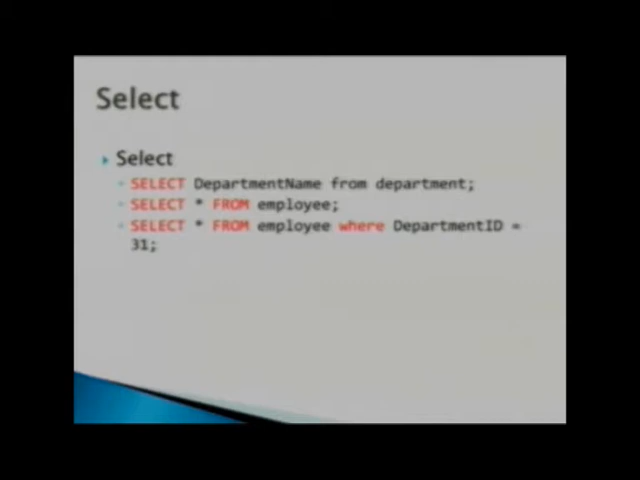 Select
Select
SELECT DepartmentName from department;
SELECT * FROM employee;
SELECT * FROM employee where DepartmentID =
31;